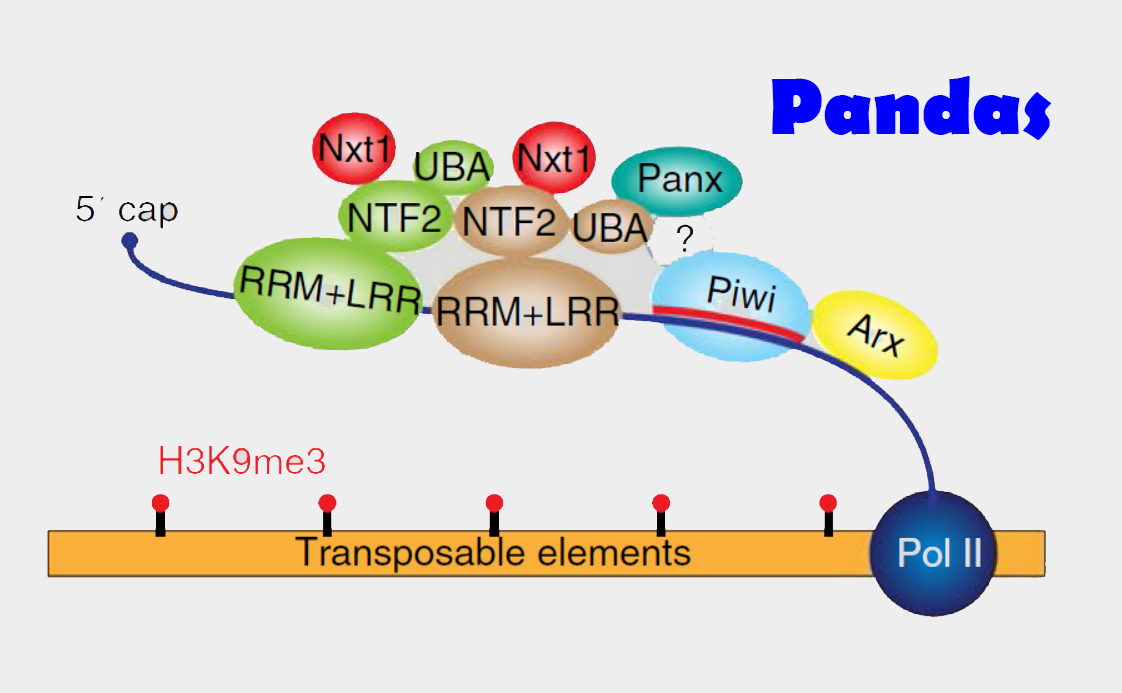 Pandas
Nxt1
UBA
Nxt1
Panx
5′ cap
NTF2
NTF2
UBA
?
RRM+LRR
RRM+LRR
Piwi
Arx
H3K9me3
Transposable elements
Pol II